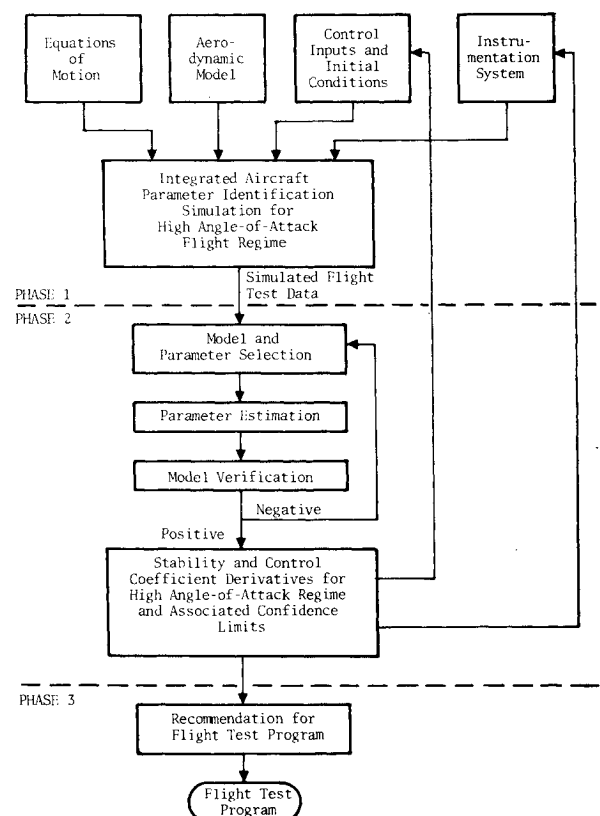 Equations
of
Motion
Aero-
dynamic
Model
Control
Inputs and
Initial
Conditions
Instru-
mentation
System
Integrated Aircraft
Parameter Identification
Simulation for
High Angle-of-Attack
Flight Regime
Simulated Flight
Test Data
PHASE 1
PHASE 2
Model and
Parameter Selection
Parameter Estimation
Model Verification
Negative
Positive
Stability and Control
Coefficient Derivatives for
High Angle-of-Attack Regime
and Associated Confidence
Limits
PHASE 3
Recommendation for
Flight Test Program
Flight Test
Program